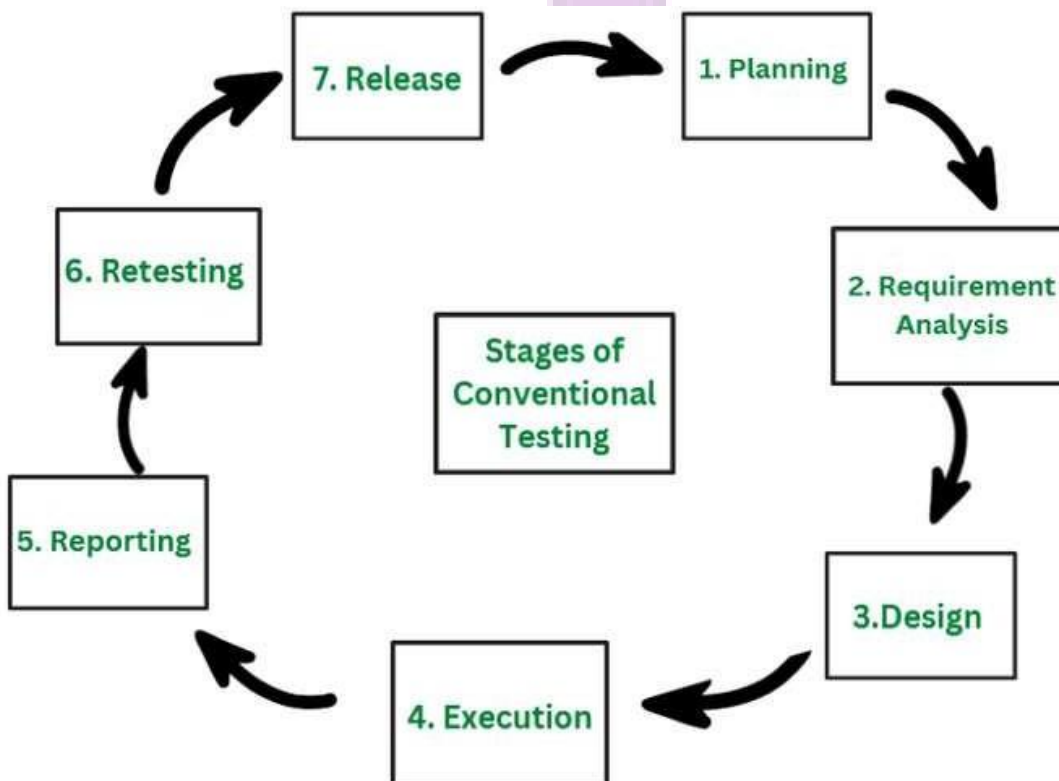 7. Release
1. Planning
6. Retesting
2. Requirement
Analysis
Stages of
Conventional
Testing
5. Reporting
3.Design
4. Execution